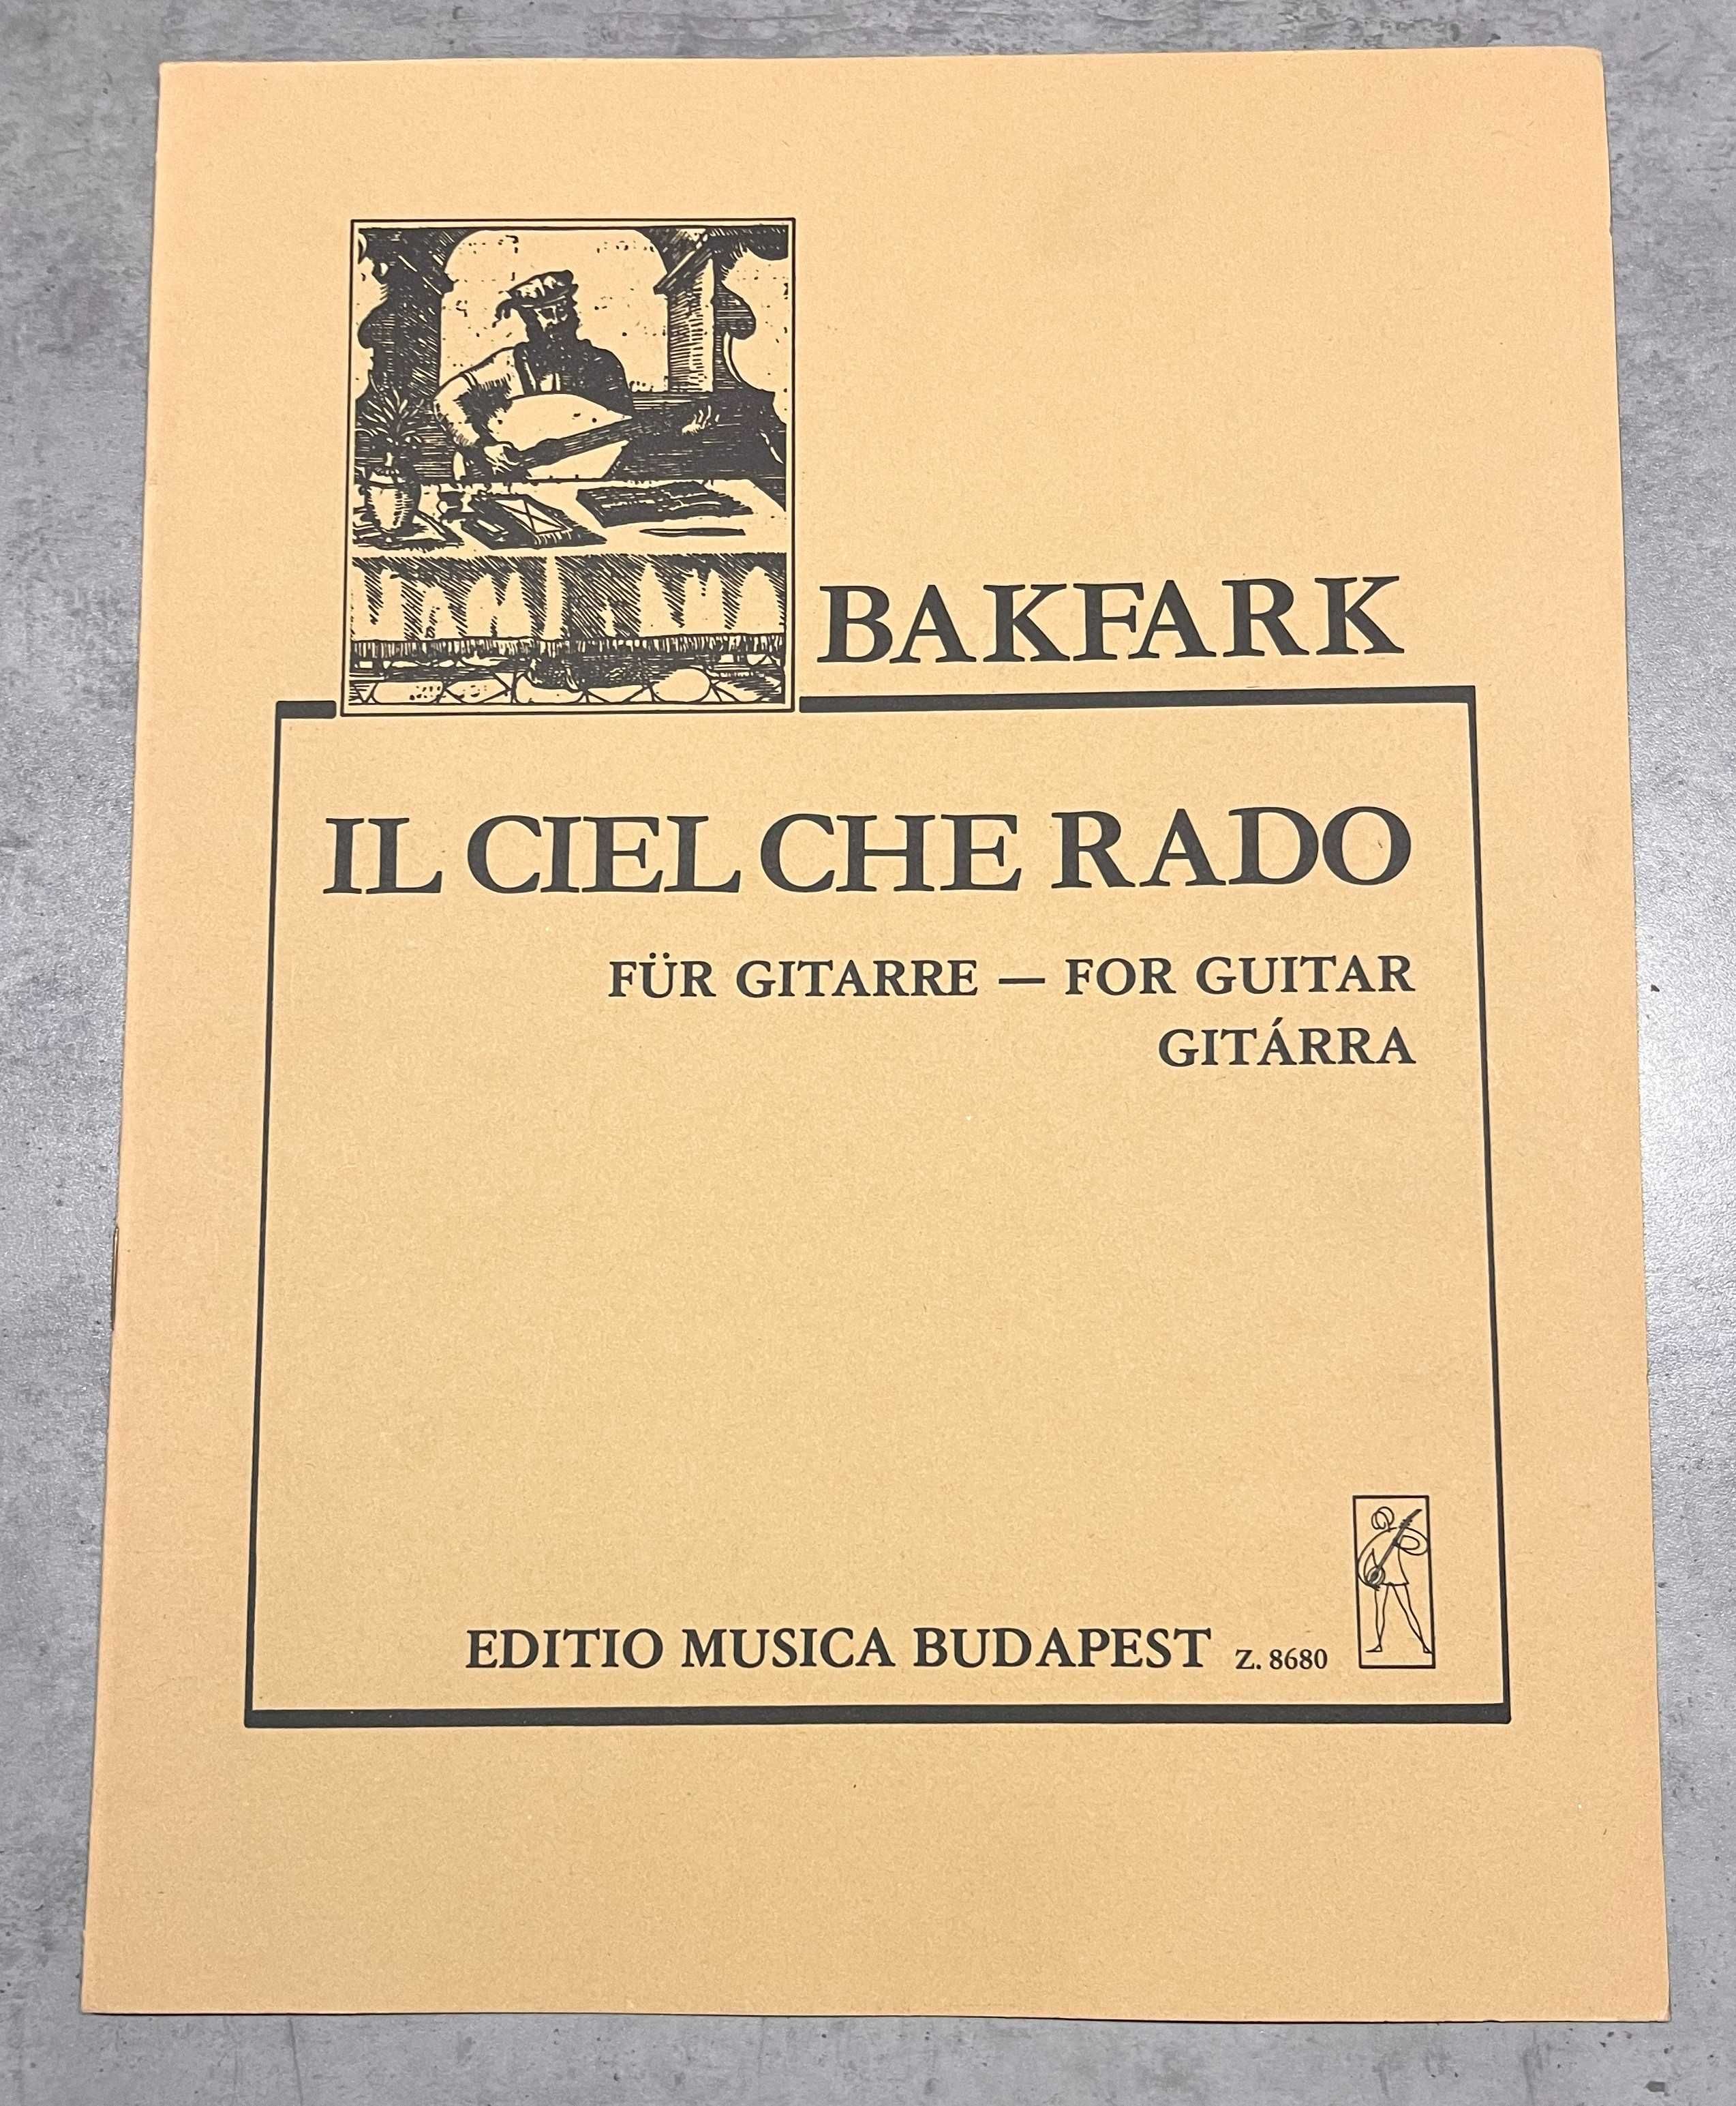 BAKFARK
IL CIEL CHE RADO
FÜR GITARRE — FOR GUITAR
GITÁRRA
EDITIO MUSICA BUDAPEST Z. 8680